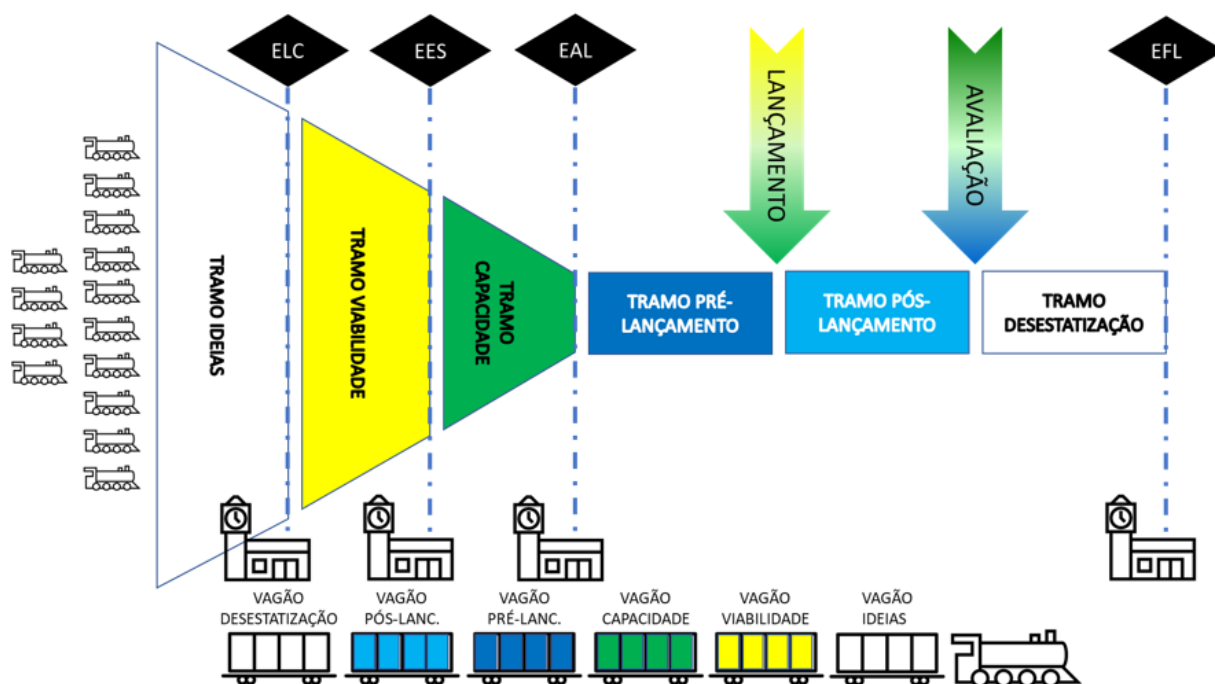 ELC
EES
EAL
EFL
LANÇAMENTO
AVALIAÇÃO
TRAMO IDEIAS
TRAMO VIABILIDADE
TRAMO
CAPACIDADE
TRAMO PRÉ-
LANÇAMENTO
TRAMO PÓS-
LANÇAMENTO
TRAMO
DESESTATIZAÇÃO
VAGÃO
DESESTATIZAÇÃO
VAGÃO
PÓS-LANC.
VAGÃO
PRÉ-LANC.
VAGÃO
CAPACIDADE
VAGÃO
VIABILIDADE
VAGÃO
IDEIAS